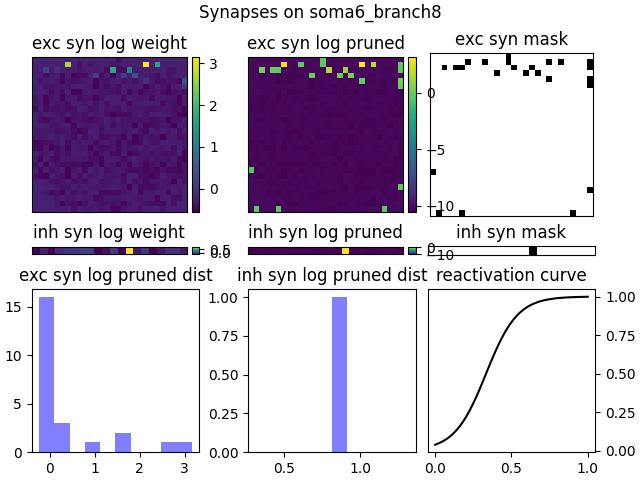 Synapses on soma6_branch8
exc syn log weight
exc syn log pruned
exc syn mask
3
2
1
0
0
−5
−10
inh syn log weight
inh syn log pruned
inh syn mask
0.5
0.0
0
−10
exc syn log pruned dist
inh syn log pruned dist
reactivation curve
15
10
5
0
0 1 2 3
1.00
0.75
0.50
0.25
0.00
0.5 1.0
1.00
0.75
0.50
0.25
0.00
0.0 0.5 1.0